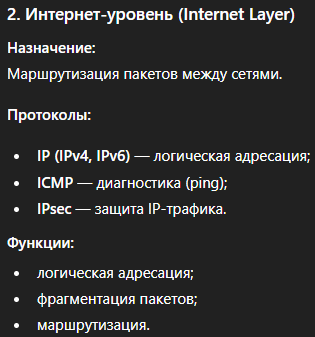 2. Интернет-уровень (Internet Layer)
Назначение:
Маршрутизация пакетов между сетями.
Протоколы:
• IP (IPv4, IPv6) — логическая адресация;
• ICMP — диагностика (ping);
• IPsec — защита IP-трафика.
Функции:
• логическая адресация;
• фрагментация пакетов;
• маршрутизация.